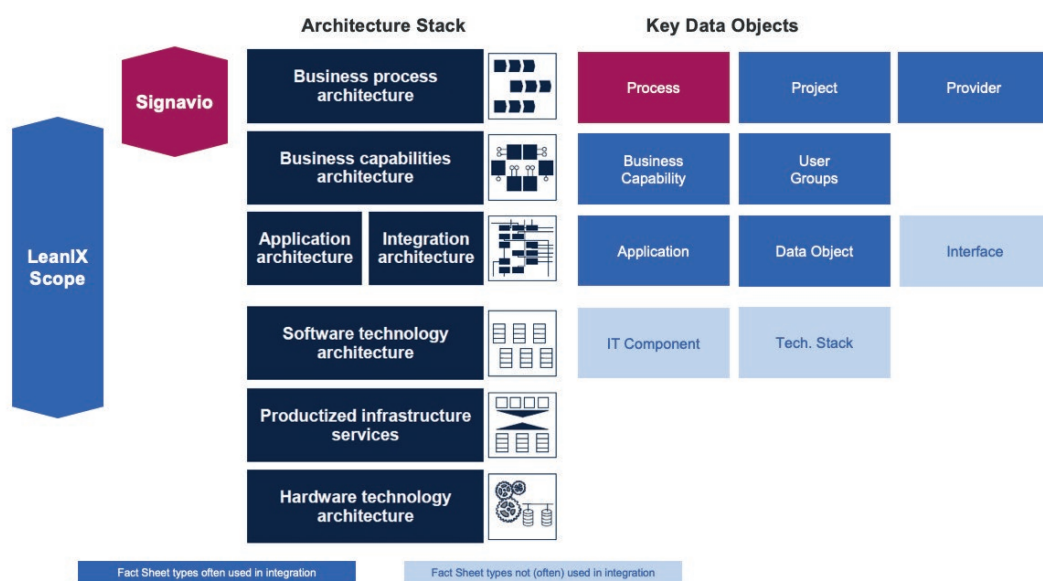 Architecture Stack
Key Data Objects
Signavio
LeanIX
Scope
Business process
architecture
Process
Project
Provider
Business capabilities
architecture
Business
Capability
User
Groups
Application
architecture
Integration
architecture
Application
Data Object
Interface
Software technology
architecture
IT Component
Tech. Stack
Productized infrastructure
services
Hardware technology
architecture
Fact Sheet types often used in integration
Fact Sheet types not (often) used in integration